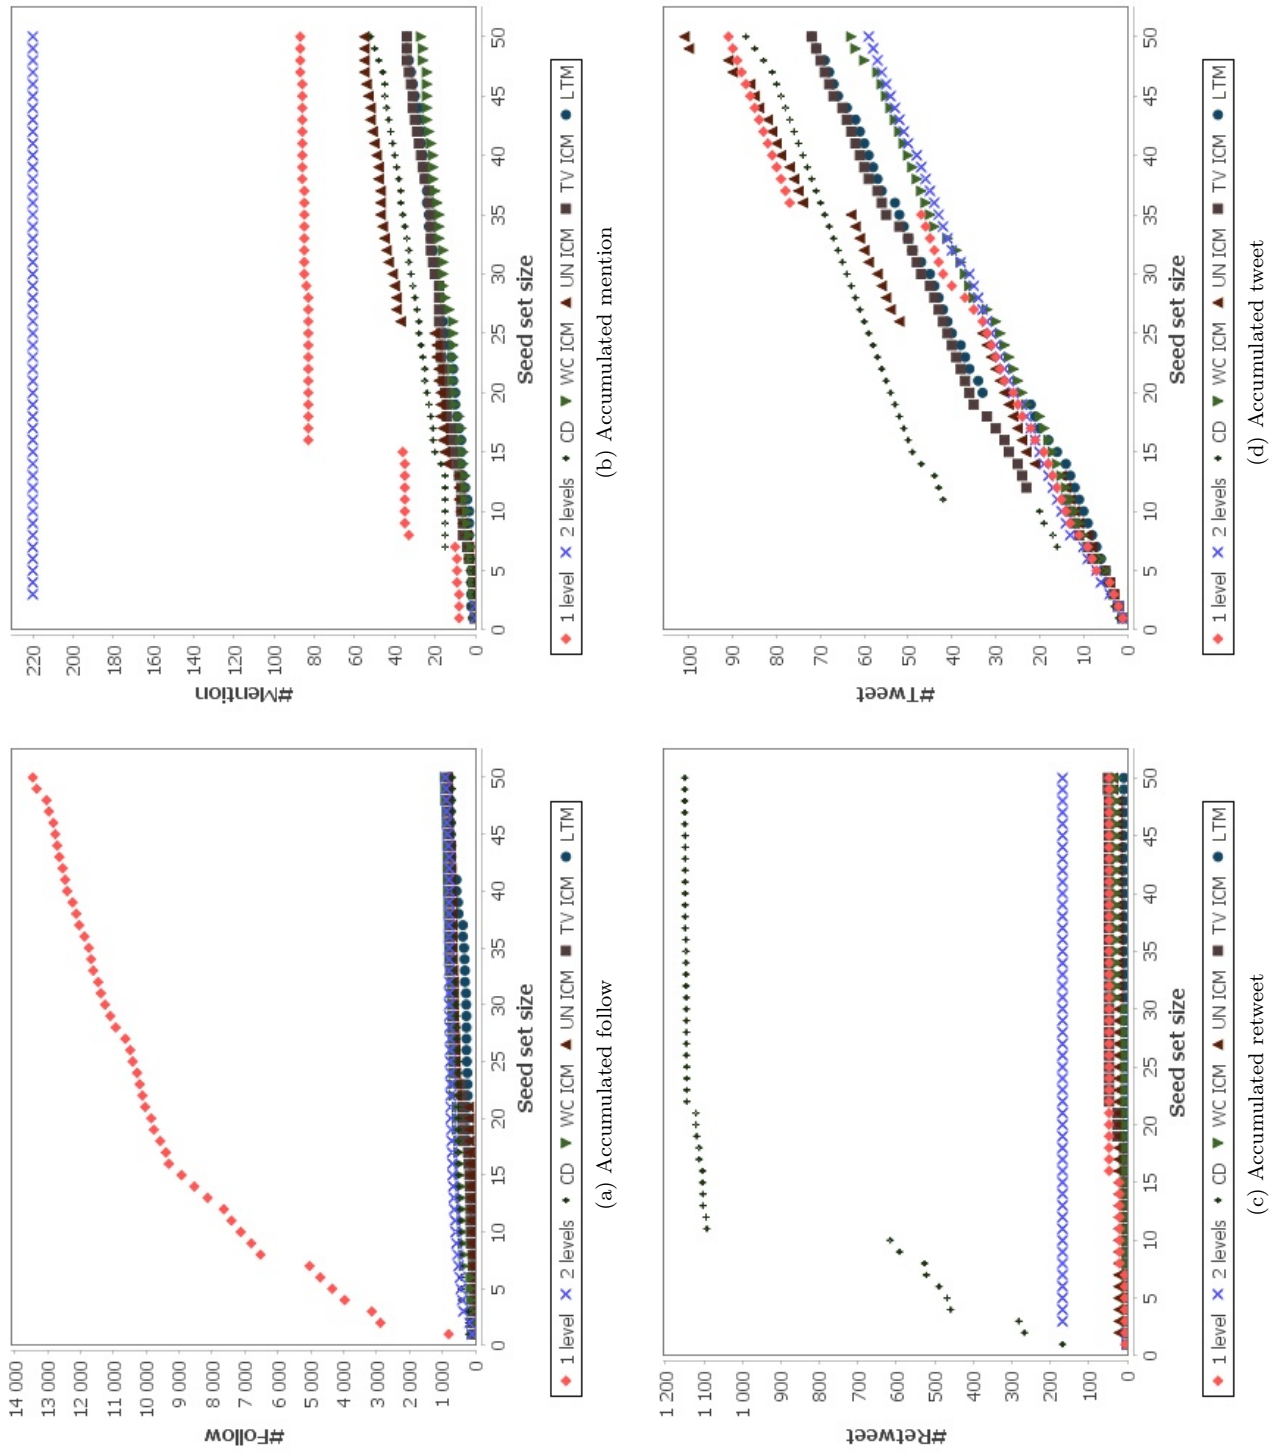 14 000
13 000
12 000
11 000
10 000
9 000
8 000
7 000
6 000
5 000
4 000
3 000
2 000
1 000
0
#Follow
0 5 10 15 20 25 30 35 40 45 50
Seed set size
1 level 2 levels CD WC ICM UN ICM TV ICM LTM
(a) Accumulated follow
220
200
180
160
140
120
100
80
60
40
20
0
#Mention
0 5 10 15 20 25 30 35 40 45 50
Seed set size
1 level 2 levels CD WC ICM UN ICM TV ICM LTM
(b) Accumulated mention
1 200
1 100
1 000
900
800
700
600
500
400
300
200
100
0
#Retweet
0 5 10 15 20 25 30 35 40 45 50
Seed set size
1 level 2 levels CD WC ICM UN ICM TV ICM LTM
(c) Accumulated retweet
100
90
80
70
60
50
40
30
20
10
0
#Tweet
0 5 10 15 20 25 30 35 40 45 50
Seed set size
1 level 2 levels CD WC ICM UN ICM TV ICM LTM
(d) Accumulated tweet